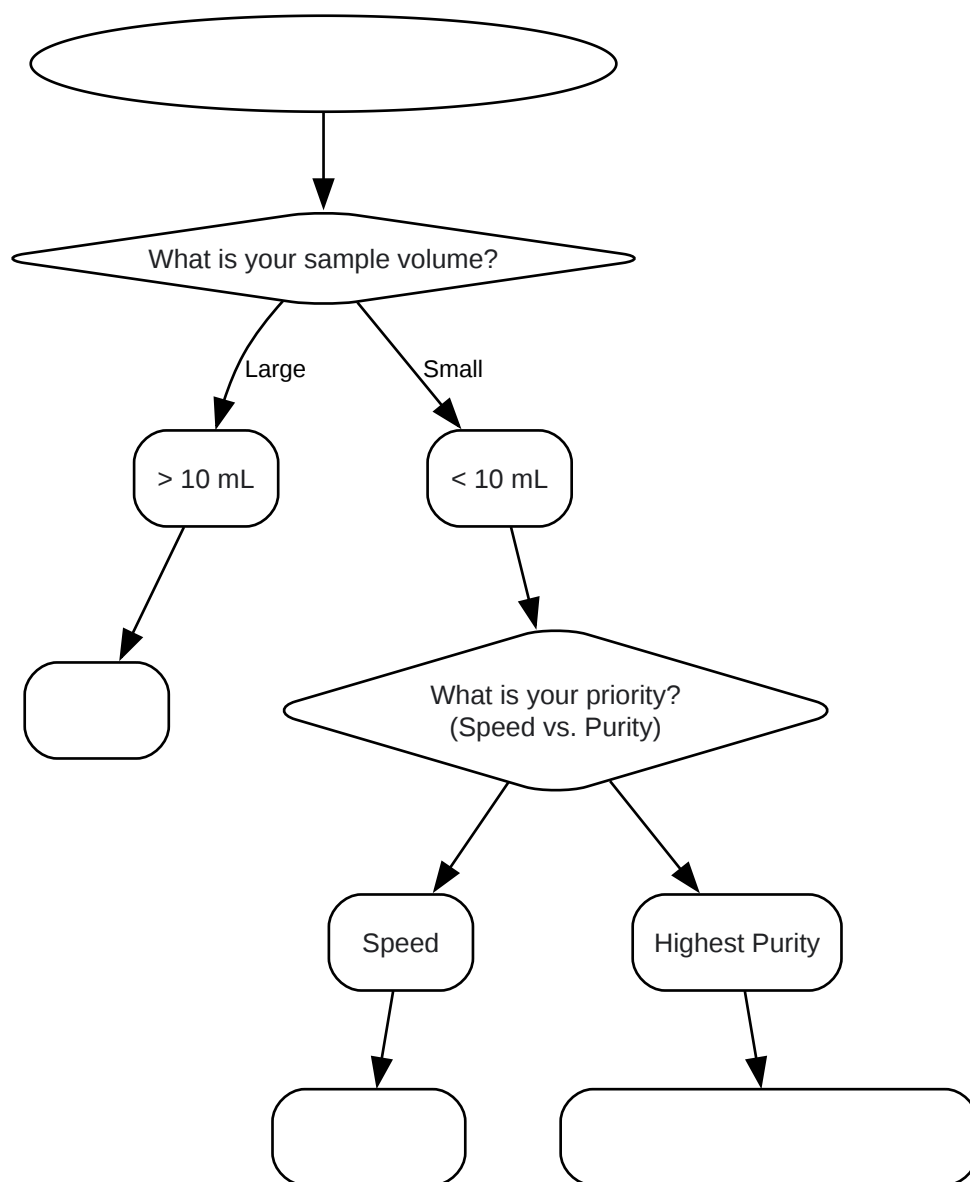 What is your sample volume?
Large
Small
> 10 mL
< 10 mL
What is your priority?
(Speed vs. Purity)
Speed
Highest Purity